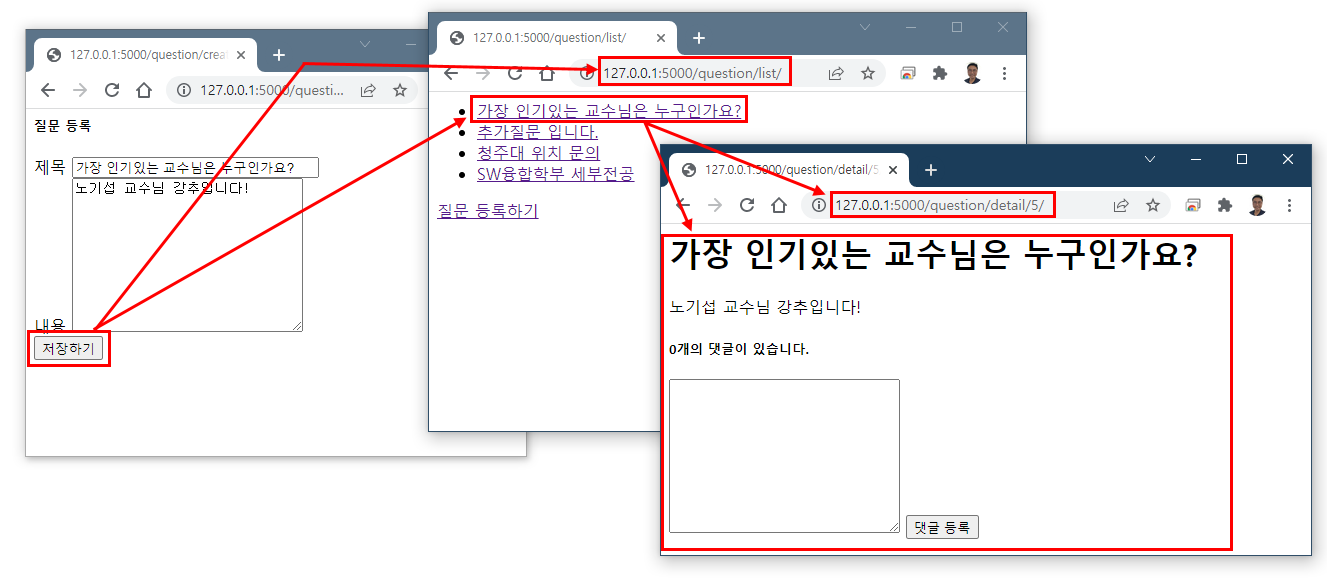 127.0.0.1:5000/question/crea
127.0.0.1:5000/questi...
질문 등록
제목 가장 인기있는 교수님은 누구인가요?
노기섭 교수님 강추입니다!
내용
저장하기
127.0.0.1:5000/question/list/
127.0.0.1:5000/question/list/
가장 인기있는 교수님은 누구인가요?
추가질문 입니다.
청주대 위치 문의
SW융합학부 세부전공
질문 등록하기
127.0.0.1:5000/question/detail/5
127.0.0.1:5000/question/detail/5/
가장 인기있는 교수님은 누구인가요?
노기섭 교수님 강추입니다!
0개의 댓글이 있습니다.
댓글 등록